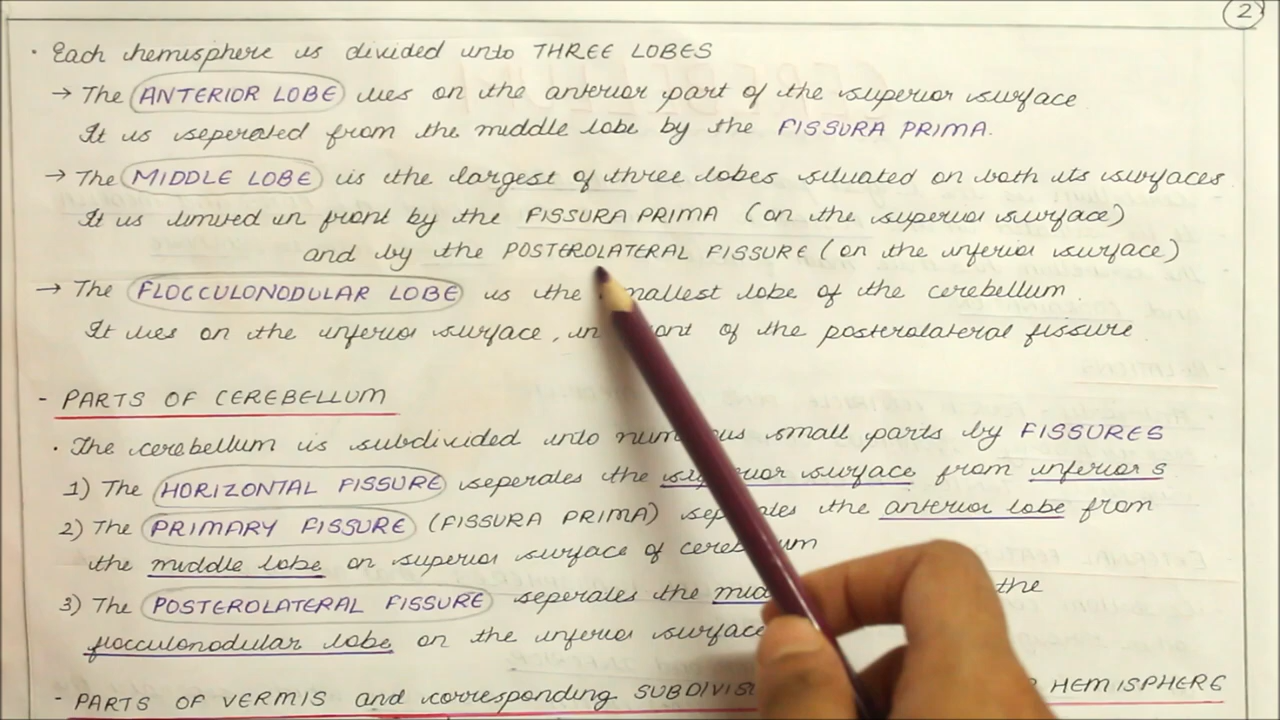 2
· Each hemisphere is divided into THREE LOBES
→ The ANTERIOR LOBE lies on the anterior part of the superior surface
It is seperated from the middle lobe by the FISSURA PRIMA.
→ The MIDDLE LOBE is the largest of three lobes situated on both its surfaces
It is limited in front by the FISSURA PRIMA (on the superior surface)
and by the POSTEROLATERAL FISSURE (on the inferior surface)
→ The FLOCCULONODULAR LOBE is the smallest lobe of the cerebellum
It lies on the inferior surface, in front of the posterolateral fissure
- PARTS OF CEREBELLUM
· The cerebellum is subdivided into numerous small parts by FISSURES
1) The HORIZONTAL FISSURE seperates the superior surface from inferior s
2) The PRIMARY FISSURE (FISSURA PRIMA) seperates the anterior lobe from
the middle lobe on superior surface of cerebellum
3) The POSTEROLATERAL FISSURE seperates the mid the
flocculonodular lobe on the inferior surface
- PARTS OF VERMIS and corresponding SUBDIVISI HEMISPHERE